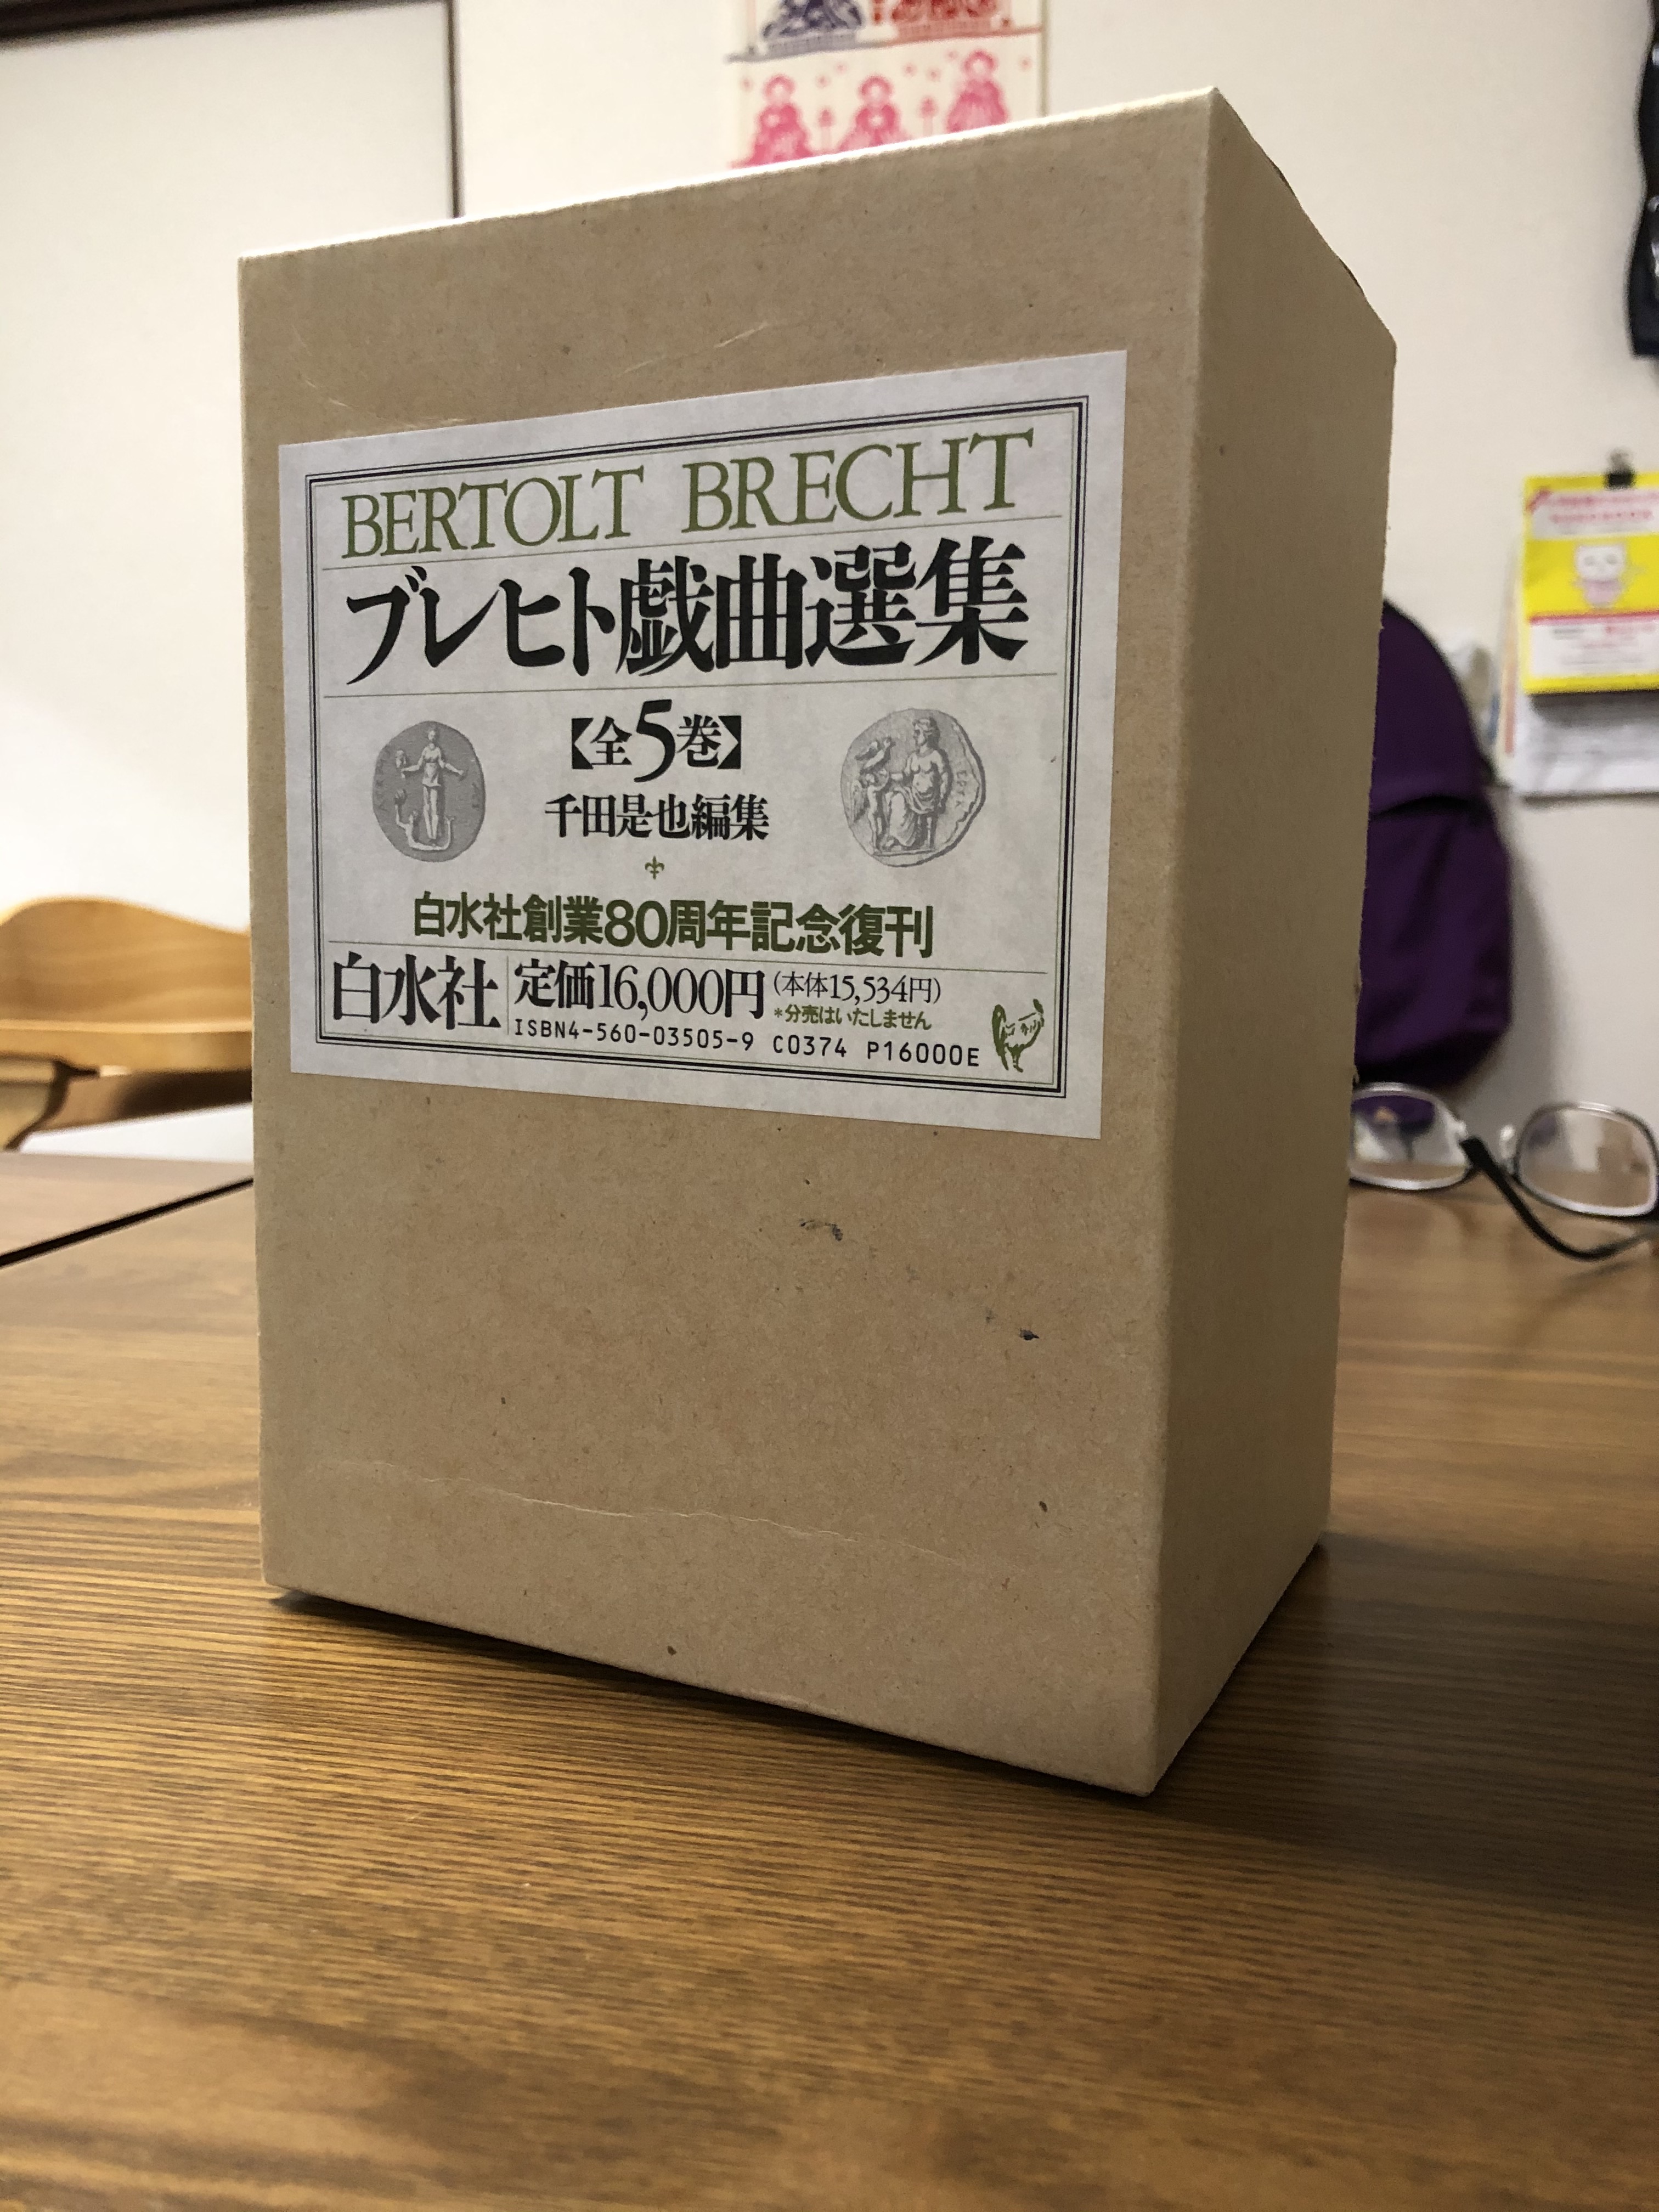 BERTOLT BRECHT
ブレヒト戯曲選集
【全5巻】
千田是也編集
白水社創業80周年記念復刊
白水社
定価16,000円(本体15,534円)
*分売はいたしません
ISBN4-560-03505-9 C0374 P16000E